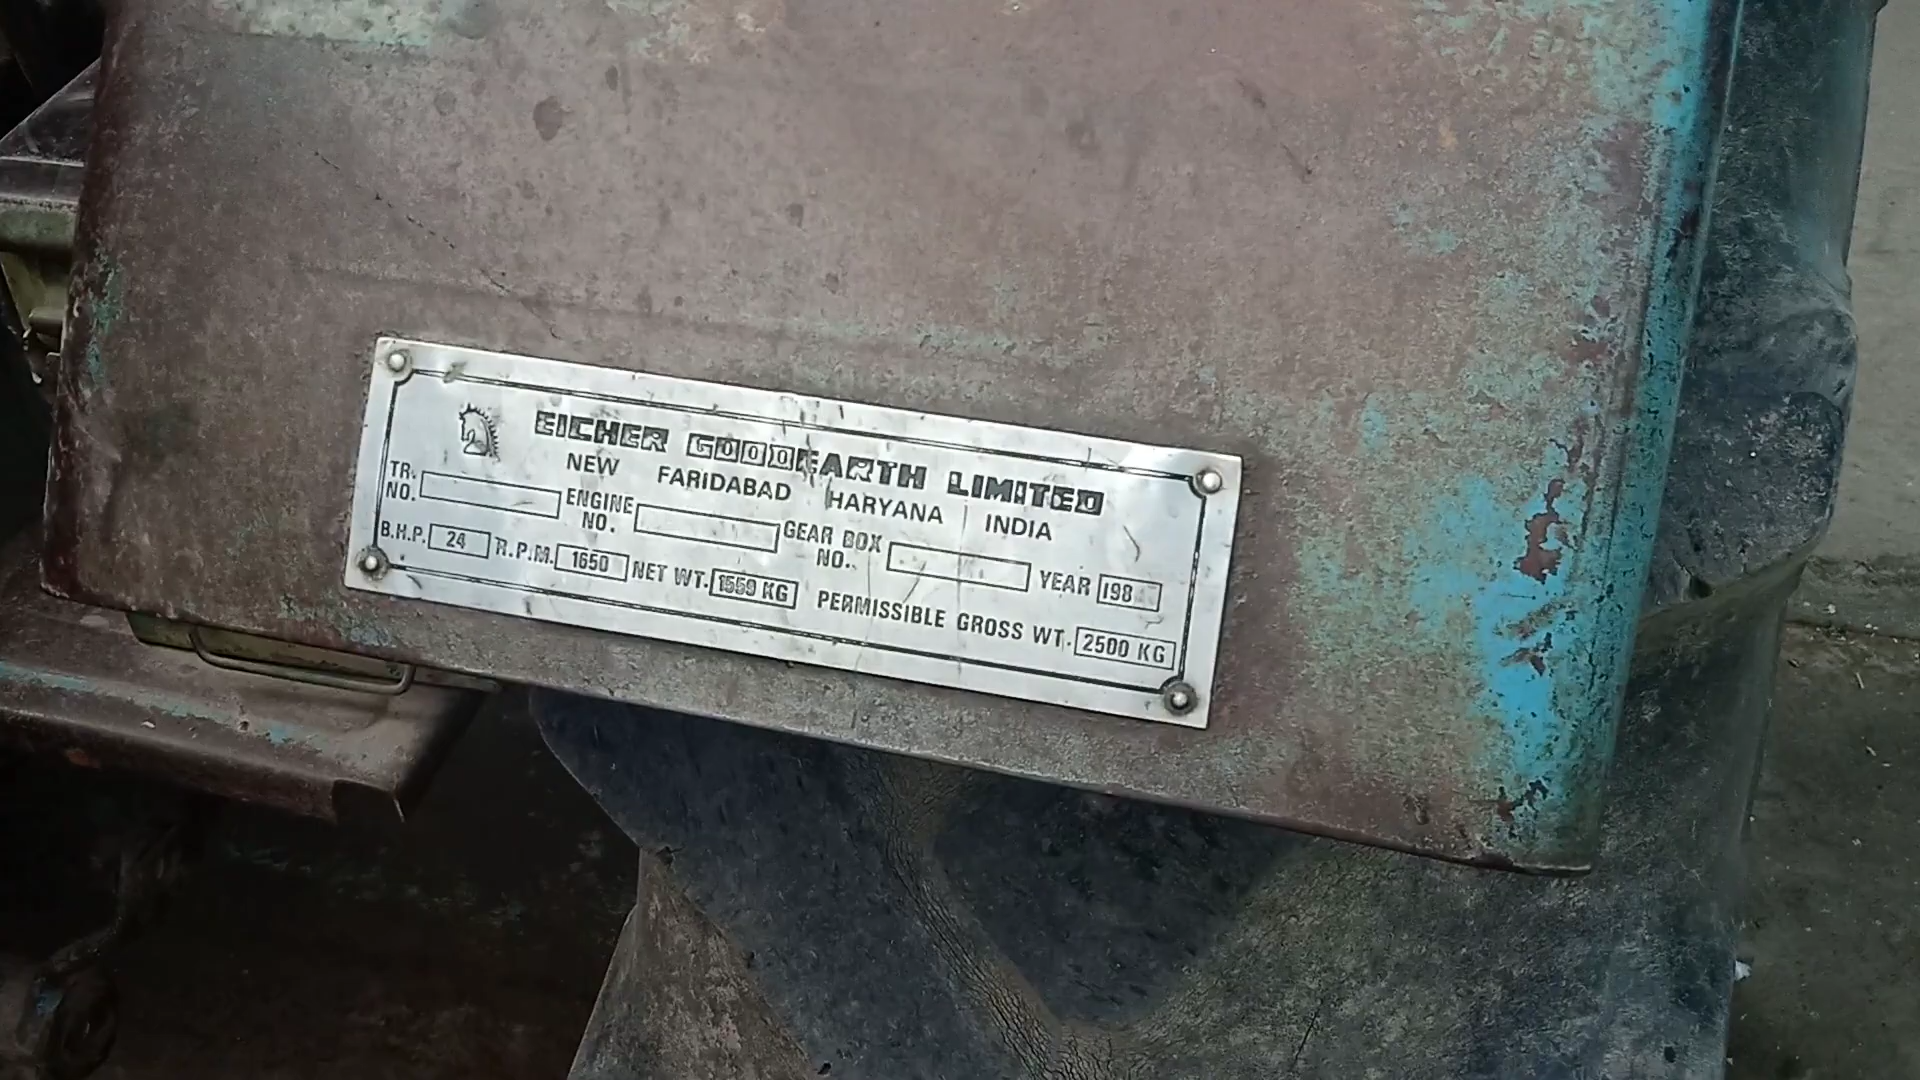 EICHER GOODEARTH LIMITED
NEW FARIDABAD HARYANA INDIA
TR. NO. ENGINE NO. GEAR BOX NO. YEAR 198
B.H.P. 24 R.P.M. 1650 NET WT. 1559 KG PERMISSIBLE GROSS WT. 2500 KG